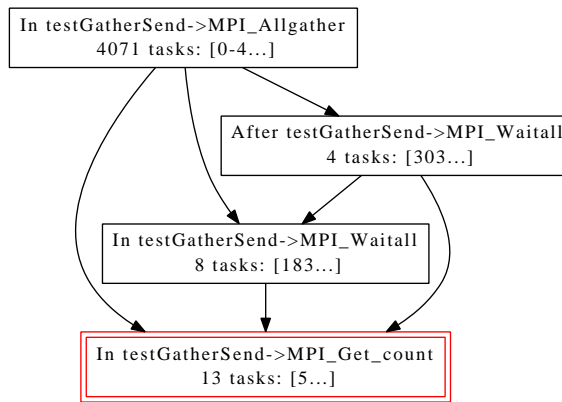 In testGatherSend->MPI_Allgather
4071 tasks: [0-4...]
After testGatherSend->MPI_Waitall
4 tasks: [303...]
In testGatherSend->MPI_Waitall
8 tasks: [183...]
In testGatherSend->MPI_Get_count
13 tasks: [5...]